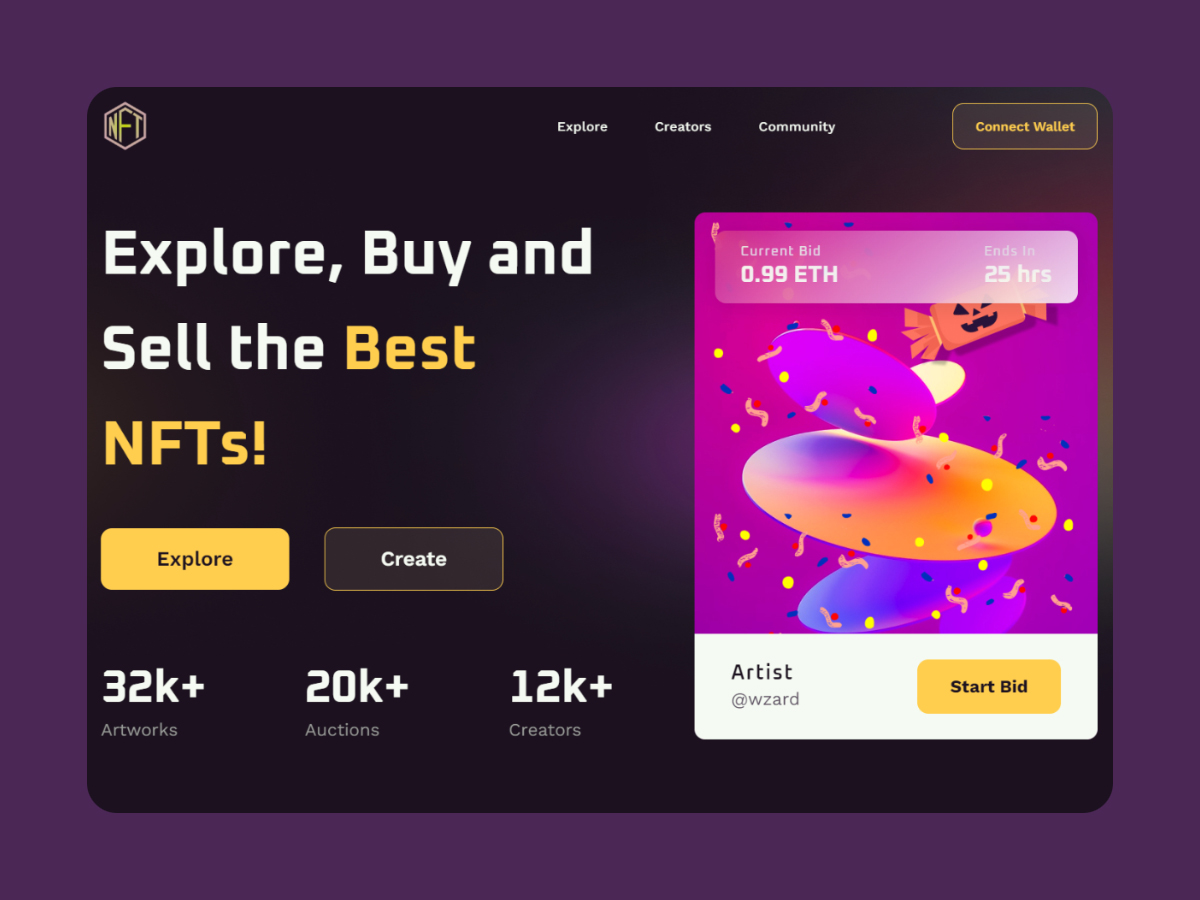 NFT
Explore
Creators
Community
Connect Wallet
Explore, Buy and
Sell the Best
NFTs!
Explore
Create
32k+
Artworks
20k+
Auctions
12k+
Creators
Current Bid
0.99 ETH
Ends In
25 hrs
Artist
@wzard
Start Bid